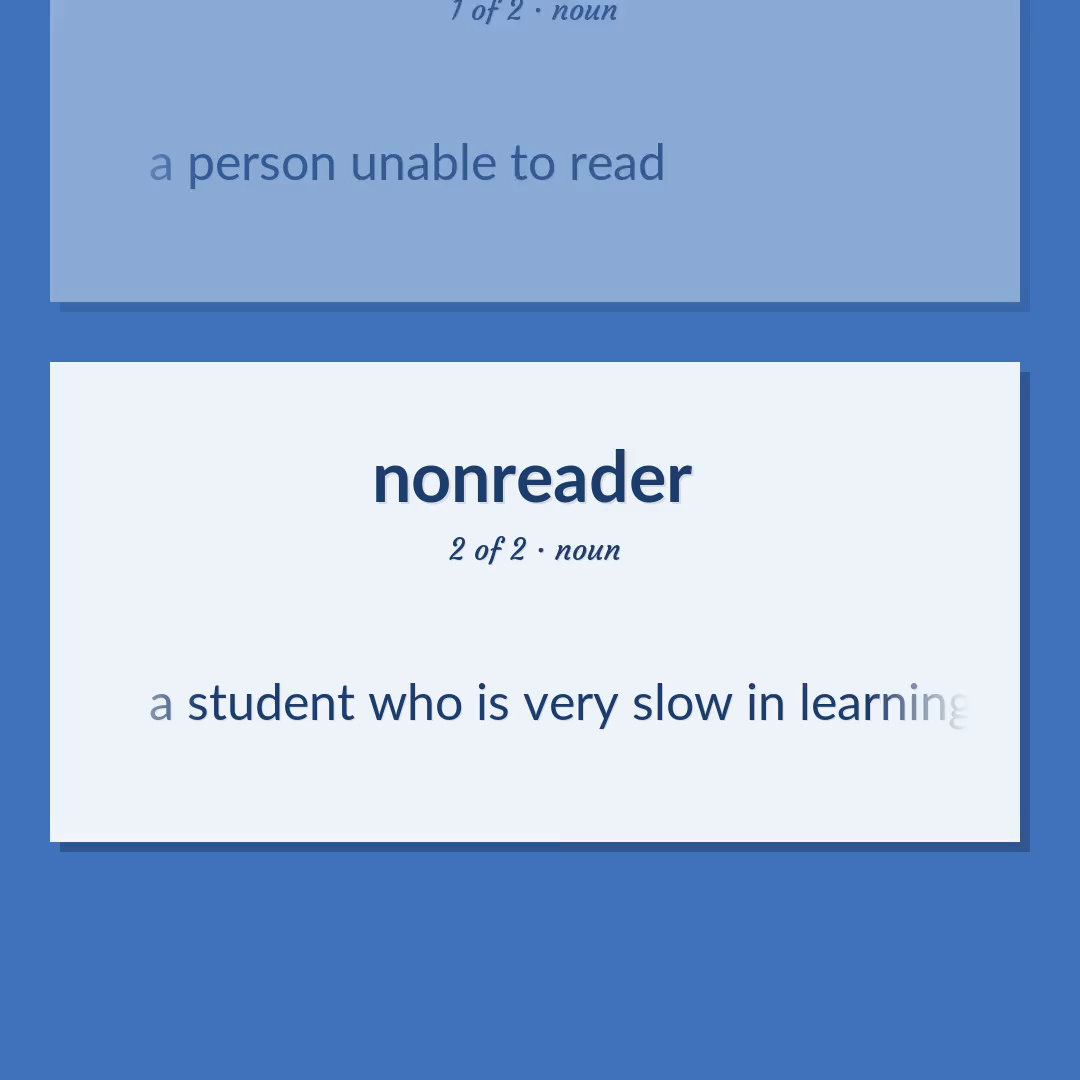 1 of 2 · noun
a person unable to read
nonreader
2 of 2 · noun
a student who is very slow in learning